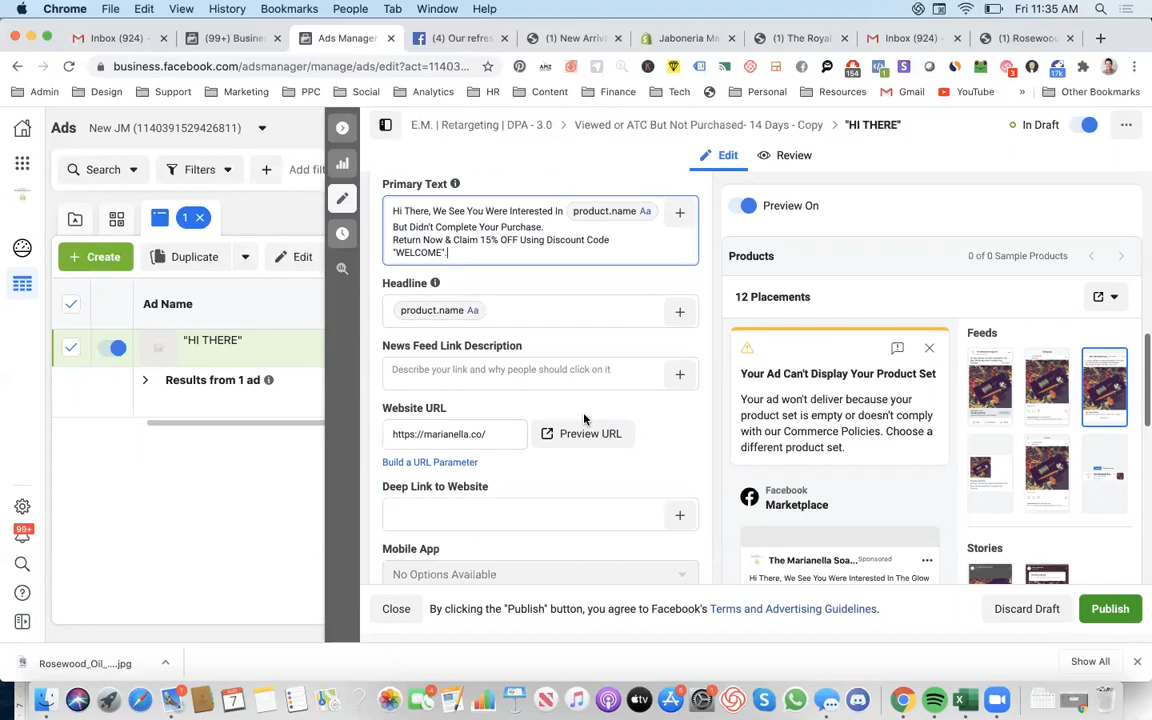 Chrome File Edit View History Bookmarks People Tab Window Help Fri 11:35 AM
Inbox (924) (99+) Busine Ads Manager (4) Our refre (1) New Arriva Jaboneria Ma (1) The Royal Inbox (924) (1) Rosewoo
business.facebook.com/adsmanager/manage/ads/edit?act=11403... 154 3 17k
Admin Design Support Marketing PPC Social Analytics HR Content Finance Tech Personal Resources Gmail YouTube » Other Bookmarks
Ads New JM (1140391529426811)
E.M. | Retargeting | DPA - 3.0 Viewed or ATC But Not Purchased- 14 Days - Copy "HI THERE" In Draft
Edit Review
Search Filters Add filt
1
Create Duplicate Edit
Ad Name
"HI THERE"
Results from 1 ad
99+
Primary Text
Hi There, We See You Were Interested In product.name Aa
But Didn't Complete Your Purchase.
Return Now & Claim 15% OFF Using Discount Code
"WELCOME".
Headline
product.name Aa
News Feed Link Description
Describe your link and why people should click on it
Website URL
https://marianella.co/ Preview URL
Build a URL Parameter
Deep Link to Website
Mobile App
No Options Available
Preview On
Products 0 of 0 Sample Products
12 Placements
Your Ad Can't Display Your Product Set
Your ad won't deliver because your
product set is empty or doesn't comply
with our Commerce Policies. Choose a
different product set.
Facebook
Marketplace
The Marianella Soa... Sponsored
Hi There, We See You Were Interested In The Glow
Feeds
Stories
Close By clicking the "Publish" button, you agree to Facebook's Terms and Advertising Guidelines. Discard Draft Publish
Rosewood_Oil_....jpg Show All